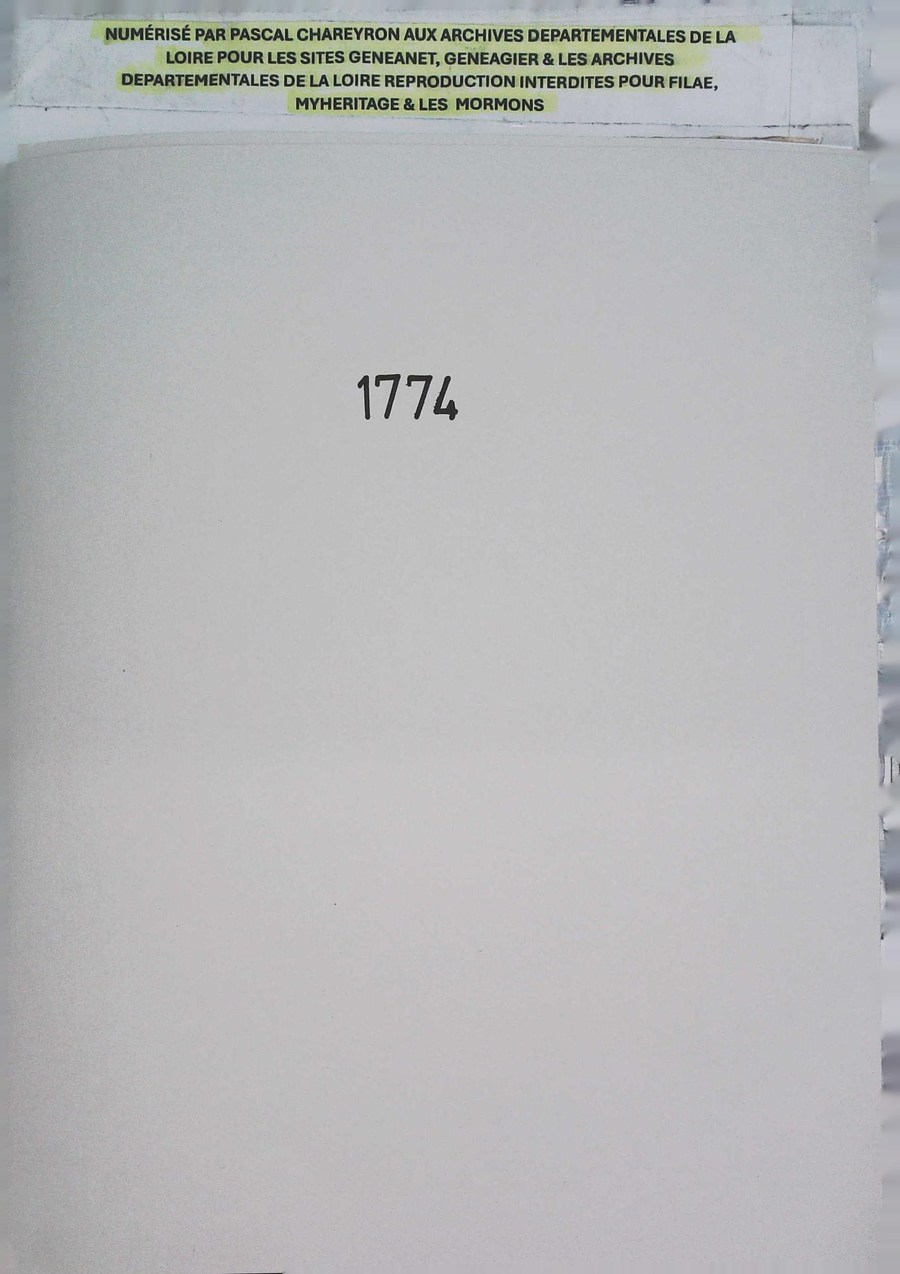 NUMÉRISÉ PAR PASCAL CHAREYRON AUX ARCHIVES DEPARTEMENTALES DE LA
LOIRE POUR LES SITES GENEANET, GENEAGIER & LES ARCHIVES
DEPARTEMENTALES DE LA LOIRE REPRODUCTION INTERDITES POUR FILAE,
MYHERITAGE & LES MORMONS
1774